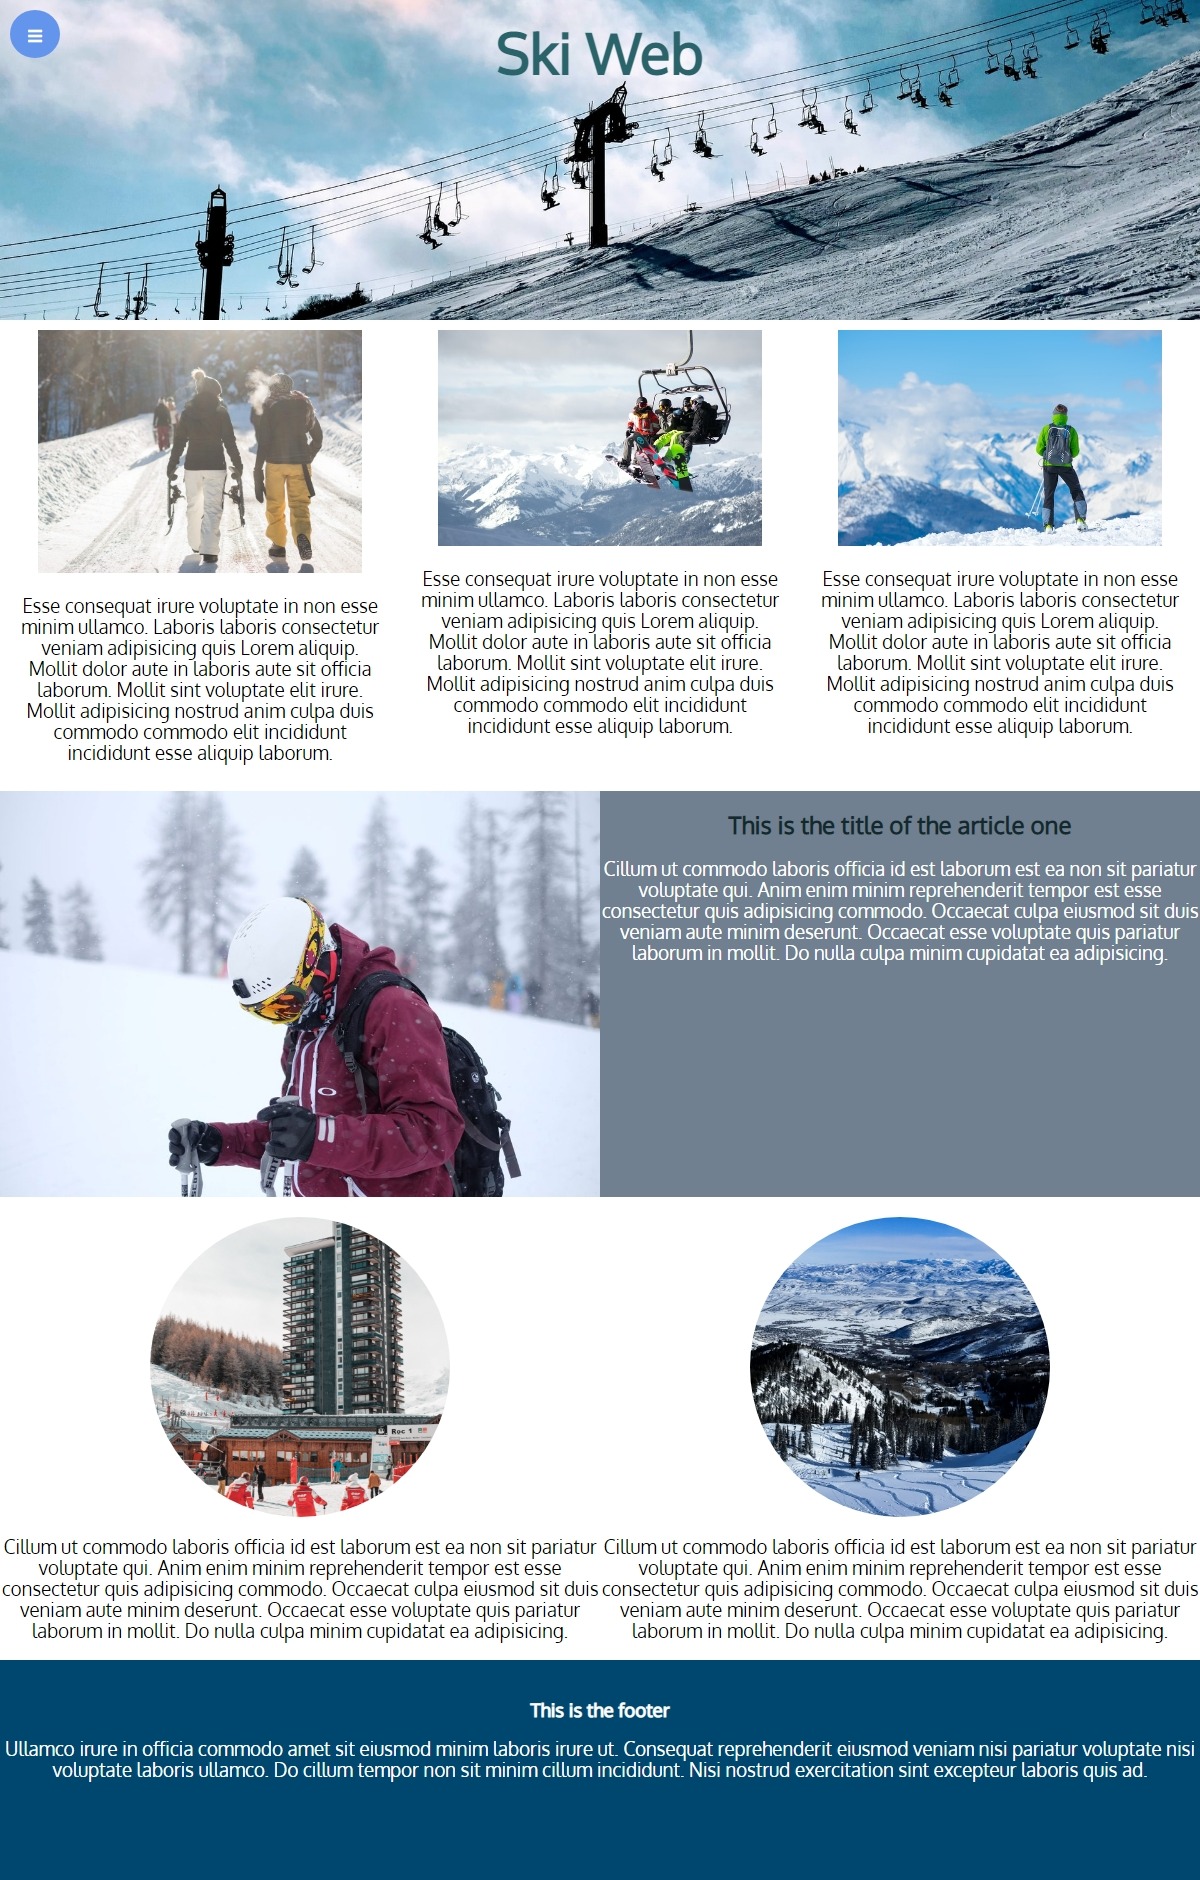 Ski Web
Esse consequat irure voluptate in non esse
minim ullamco. Laboris laboris consectetur
veniam adipisicing quis Lorem aliquip.
Mollit dolor aute in laboris aute sit officia
laborum. Mollit sint voluptate elit irure.
Mollit adipisicing nostrud anim culpa duis
commodo commodo elit incididunt
incididunt esse aliquip laborum.
Esse consequat irure voluptate in non esse
minim ullamco. Laboris laboris consectetur
veniam adipisicing quis Lorem aliquip.
Mollit dolor aute in laboris aute sit officia
laborum. Mollit sint voluptate elit irure.
Mollit adipisicing nostrud anim culpa duis
commodo commodo elit incididunt
incididunt esse aliquip laborum.
Esse consequat irure voluptate in non esse
minim ullamco. Laboris laboris consectetur
veniam adipisicing quis Lorem aliquip.
Mollit dolor aute in laboris aute sit officia
laborum. Mollit sint voluptate elit irure.
Mollit adipisicing nostrud anim culpa duis
commodo commodo elit incididunt
incididunt esse aliquip laborum.
SCOTT
This is the title of the article one
Cillum ut commodo laboris officia id est laborum est ea non sit pariatur
voluptate qui. Anim enim minim reprehenderit tempor est esse
consectetur quis adipisicing commodo. Occaecat culpa eiusmod sit duis
veniam aute minim deserunt. Occaecat esse voluptate quis pariatur
laborum in mollit. Do nulla culpa minim cupidatat ea adipisicing.
Roc 1
Cillum ut commodo laboris officia id est laborum est ea non sit pariatur
voluptate qui. Anim enim minim reprehenderit tempor est esse
consectetur quis adipisicing commodo. Occaecat culpa eiusmod sit duis
veniam aute minim deserunt. Occaecat esse voluptate quis pariatur
laborum in mollit. Do nulla culpa minim cupidatat ea adipisicing.
Cillum ut commodo laboris officia id est laborum est ea non sit pariatur
voluptate qui. Anim enim minim reprehenderit tempor est esse
consectetur quis adipisicing commodo. Occaecat culpa eiusmod sit duis
veniam aute minim deserunt. Occaecat esse voluptate quis pariatur
laborum in mollit. Do nulla culpa minim cupidatat ea adipisicing.
This is the footer
Ullamco irure in officia commodo amet sit eiusmod minim laboris irure ut. Consequat reprehenderit eiusmod veniam nisi pariatur voluptate nisi
voluptate laboris ullamco. Do cillum tempor non sit minim cillum incididunt. Nisi nostrud exercitation sint excepteur laboris quis ad.